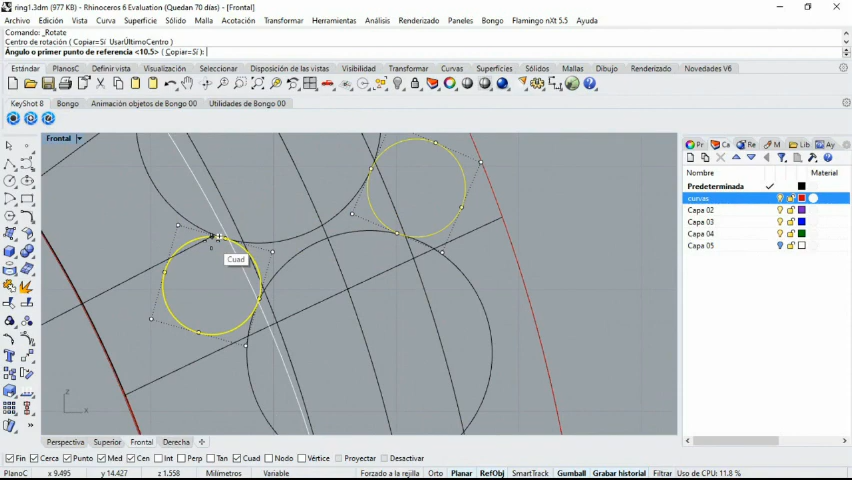 ring1.3dm (977 KB) - Rhinoceros 6 Evaluation (Quedan 70 días) - [Frontal]
Archivo Edición Vista Curva Superficie Sólido Malla Acotación Transformar Herramientas Análisis Renderizado Paneles Bongo Flamingo nXt 5.5 Ayuda
Comando: _Rotate
Centro de rotación ( Copiar=Sí UsarÚltimoCentro )
Ángulo o primer punto de referencia <10.5> ( Copiar=Sí ):
Estándar PlanosC Definir vista Visualización Seleccionar Disposición de las vistas Visibilidad Transformar Curvas Superficies Sólidos Mallas Dibujo Renderizado Novedades V6
KeyShot 8 Bongo Animación objetos de Bongo 00 Utilidades de Bongo 00
Frontal
Cuad
z
x
Pr Ca Re M Lib Ay
Nombre Material
Predeterminada
curvas
Capa 02
Capa 03
Capa 04
Capa 05
Perspectiva Superior Frontal Derecha
Fin Cerca Punto Med Cen Int Perp Tan Cuad Nodo Vértice Proyectar Desactivar
PlanoC x 9.495 y 14.427 z 1.558 Milímetros Variable Forzado a la rejilla Orto Planar RefObj SmartTrack Gumball Grabar historial Filtrar Uso de CPU: 11.8 %